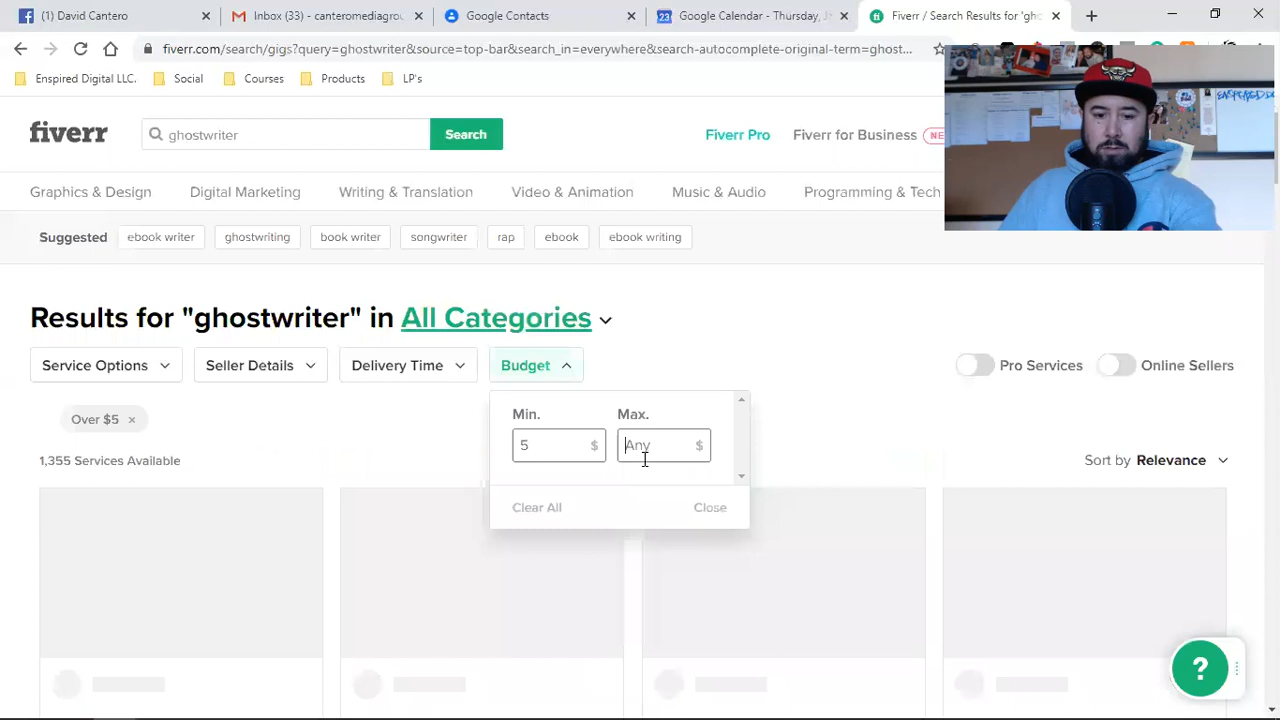 (1) David Cantero
Inbox (33) - canteromediagrou
Google Contacts
Google Calendar - Thursday, J
Fiverr / Search Results for 'gh
fiverr.com/search/gigs?query=ghostwriter&source=top-bar&search_in=everywhere&search-autocomplete-original-term=ghost...
Enspired Digital LLC.
Social
Courses
Products
LP's
fiverr
ghostwriter
Search
Fiverr Pro
Fiverr for Business
NE
Graphics & Design
Digital Marketing
Writing & Translation
Video & Animation
Music & Audio
Programming & Tech
Suggested
ebook writer
ghostwriting
book writer
songwriter
rap
ebook
ebook writing
Results for "ghostwriter" in All Categories
Service Options
Seller Details
Delivery Time
Budget
Pro Services
Online Sellers
Over $5 ×
Min.
Max.
5 $
Any $
1,355 Services Available
Sort by Relevance
Clear All
Close
?